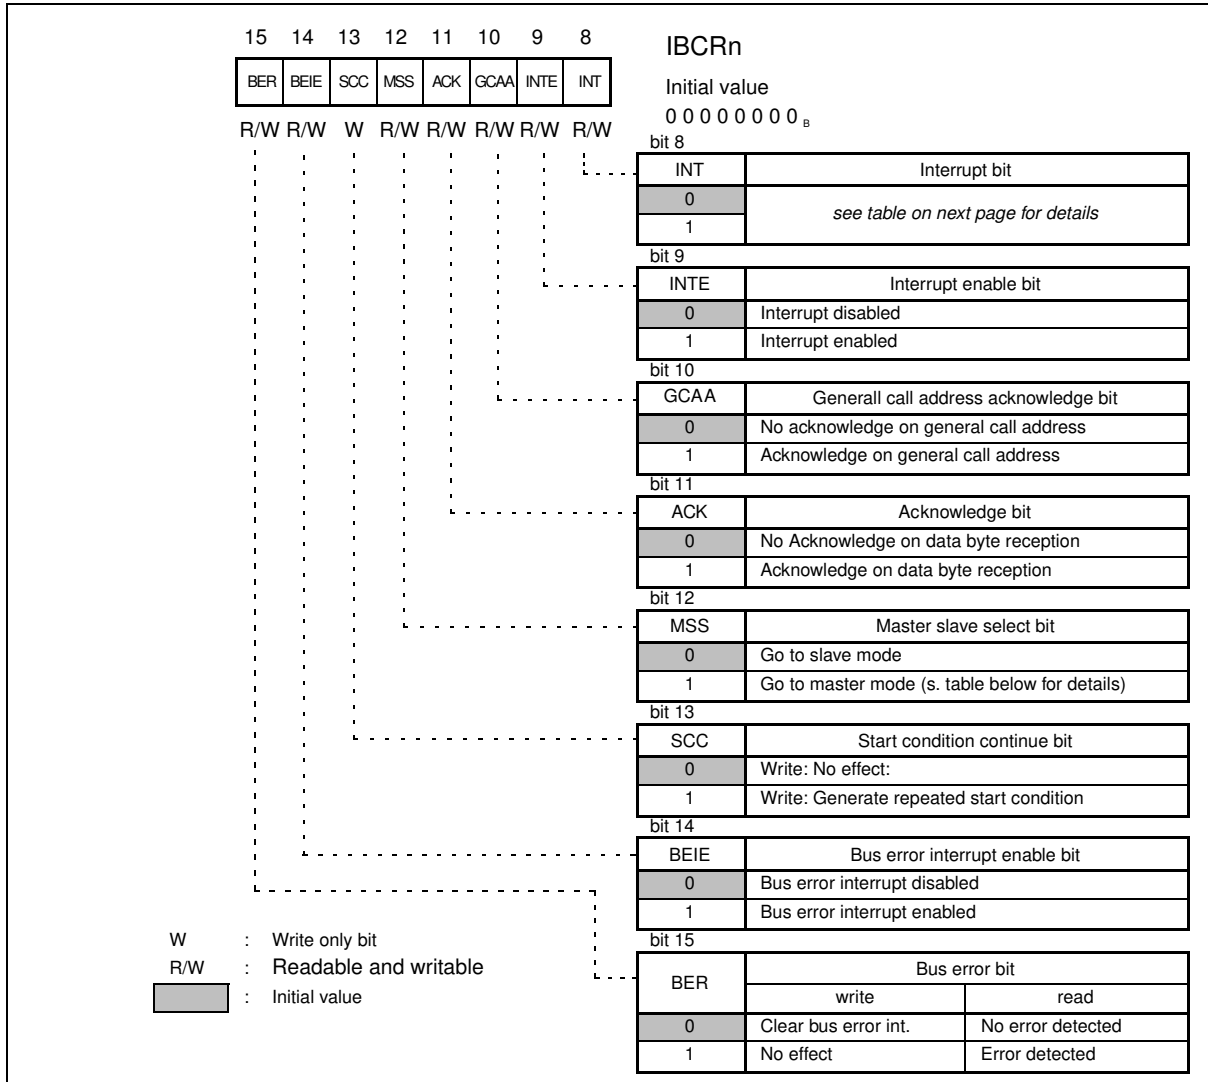 15 14 13 12 11 10 9 8
IBCRn
BER BEIE SCC MSS ACK GCAA INTE INT
Initial value
0 0 0 0 0 0 0 0 B
R/W R/W W R/W R/W R/W R/W R/W
bit 8
INT Interrupt bit
0
see table on next page for details
1
bit 9
INTE Interrupt enable bit
0 Interrupt disabled
1 Interrupt enabled
bit 10
GCAA Generall call address acknowledge bit
0 No acknowledge on general call address
1 Acknowledge on general call address
bit 11
ACK Acknowledge bit
0 No Acknowledge on data byte reception
1 Acknowledge on data byte reception
bit 12
MSS Master slave select bit
0 Go to slave mode
1 Go to master mode (s. table below for details)
bit 13
SCC Start condition continue bit
0 Write: No effect:
1 Write: Generate repeated start condition
bit 14
BEIE Bus error interrupt enable bit
0 Bus error interrupt disabled
1 Bus error interrupt enabled
bit 15
BER Bus error bit
write read
0 Clear bus error int. No error detected
1 No effect Error detected
W : Write only bit
R/W : Readable and writable
: Initial value